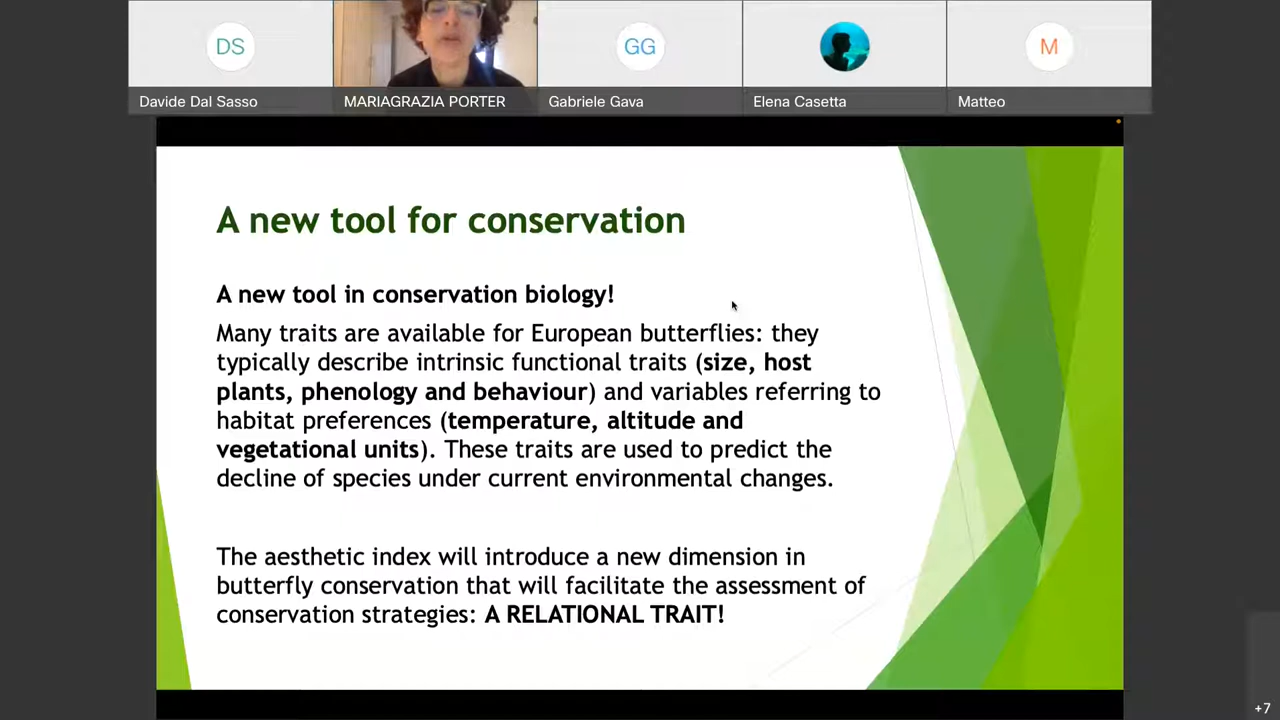 DS
GG
M
Davide Dal Sasso
MARIAGRAZIA PORTER
Gabriele Gava
Elena Casetta
Matteo
A new tool for conservation
A new tool in conservation biology!
Many traits are available for European butterflies: they
typically describe intrinsic functional traits (size, host
plants, phenology and behaviour) and variables referring to
habitat preferences (temperature, altitude and
vegetational units). These traits are used to predict the
decline of species under current environmental changes.
The aesthetic index will introduce a new dimension in
butterfly conservation that will facilitate the assessment of
conservation strategies: A RELATIONAL TRAIT!
+7